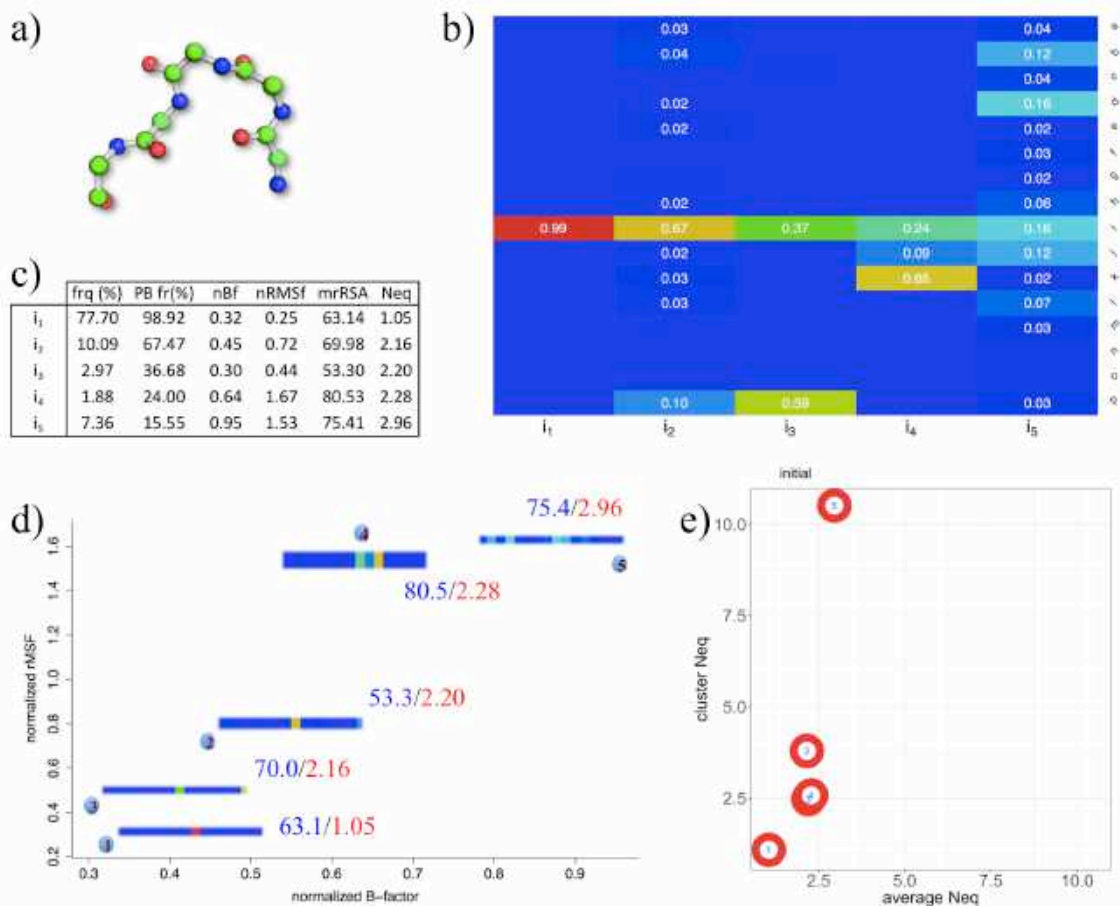 a)
b)
0.03 0.04
0.04 0.12
0.04
0.02 0.16
0.02 0.02
0.03
0.02
0.02 0.06
0.99 0.67 0.37 0.24 0.16
0.02 0.09 0.12
0.03 0.65 0.02
0.03 0.07
0.03
0.10 0.59 0.03
i₁ i₂ i₃ i₄ i₅
c)
frq (%) PB fr(%) nBf nRMSf mrRSA Neq
i₁ 77.70 98.92 0.32 0.25 63.14 1.05
i₂ 10.09 67.47 0.45 0.72 69.98 2.16
i₃ 2.97 36.68 0.30 0.44 53.30 2.20
i₄ 1.88 24.00 0.64 1.67 80.53 2.28
i₅ 7.36 15.55 0.95 1.53 75.41 2.96
d)
75.4/2.96
4
5
80.5/2.28
53.3/2.20
2
70.0/2.16
3
63.1/1.05
1
normalized rMSF
1.6
1.4
1.2
1.0
0.8
0.6
0.4
0.2
0.3 0.4 0.5 0.6 0.7 0.8 0.9
normalized B-factor
e)
initial
cluster Neq
10.0
7.5
5.0
2.5
2.5 5.0 7.5 10.0
average Neq